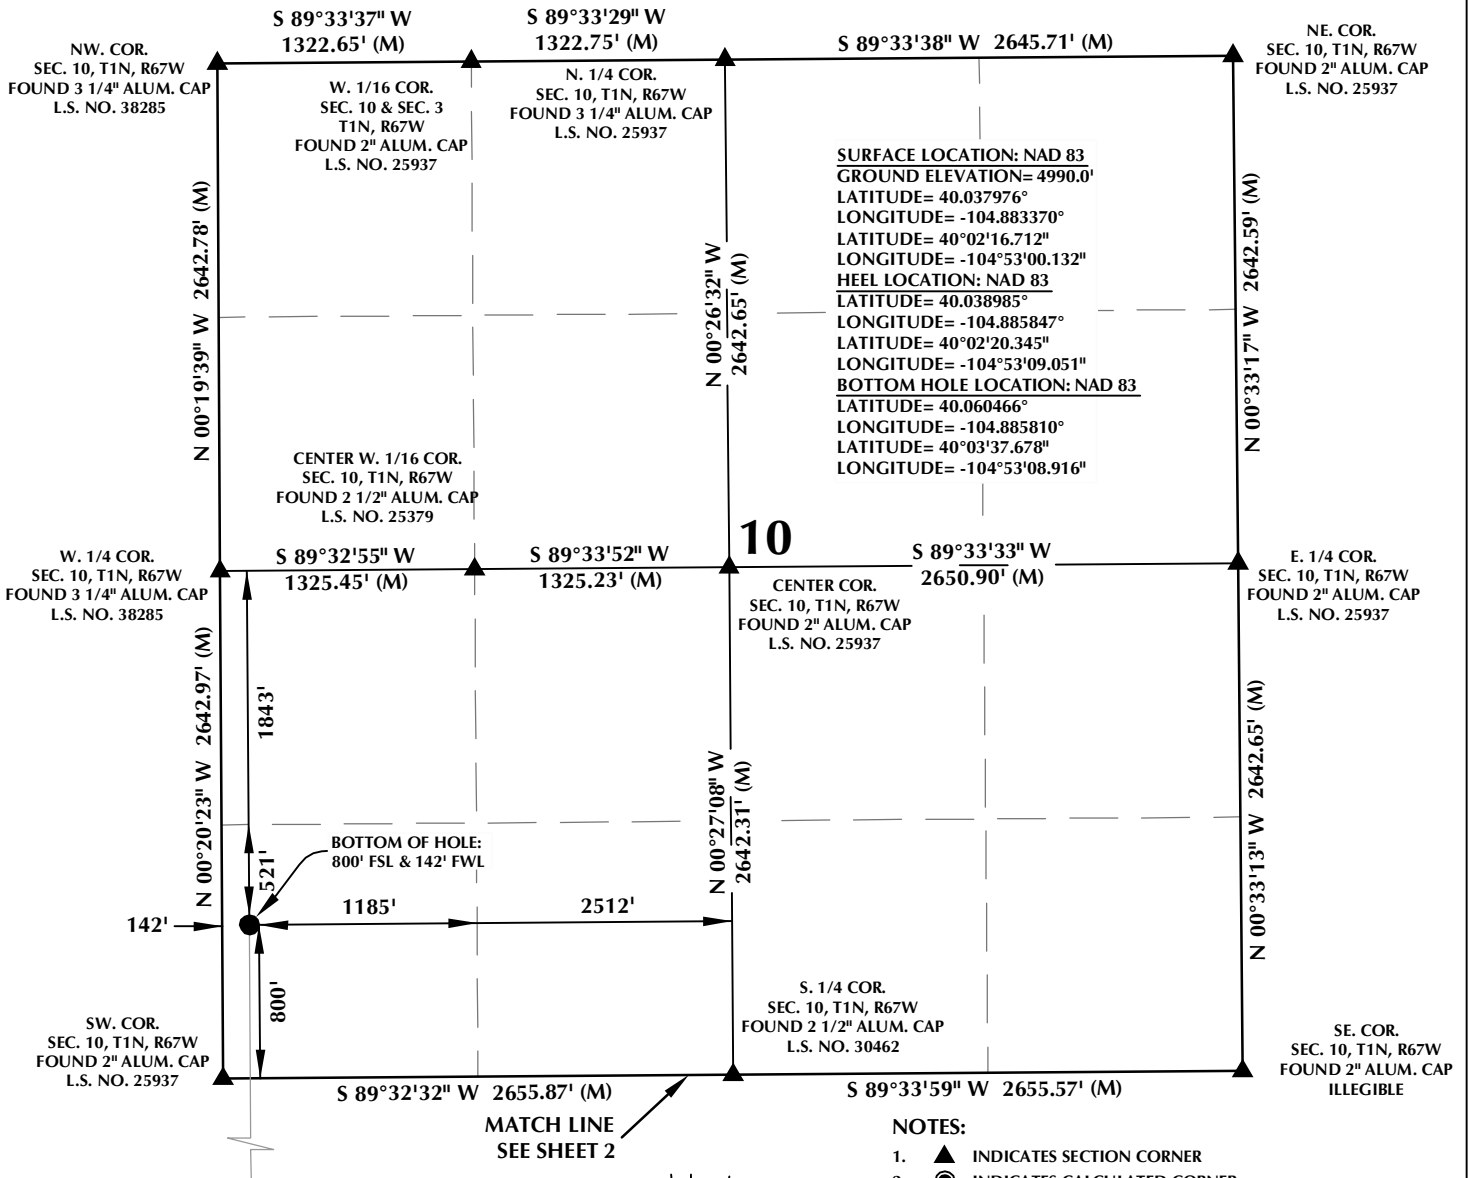 S 89°33'37" W
1322.65' (M)
S 89°33'29" W
1322.75' (M)
S 89°33'38" W 2645.71' (M)
NW. COR.
SEC. 10, T1N, R67W
FOUND 3 1/4" ALUM. CAP
L.S. NO. 38285
W. 1/16 COR.
SEC. 10 & SEC. 3
T1N, R67W
FOUND 2" ALUM. CAP
L.S. NO. 25937
N. 1/4 COR.
SEC. 10, T1N, R67W
FOUND 3 1/4" ALUM. CAP
L.S. NO. 25937
NE. COR.
SEC. 10, T1N, R67W
FOUND 2" ALUM. CAP
L.S. NO. 25937
SURFACE LOCATION: NAD 83
GROUND ELEVATION= 4990.0'
LATITUDE= 40.037976°
LONGITUDE= -104.883370°
LATITUDE= 40°02'16.712"
LONGITUDE= -104°53'00.132"
HEEL LOCATION: NAD 83
LATITUDE= 40.038985°
LONGITUDE= -104.885847°
LATITUDE= 40°02'20.345"
LONGITUDE= -104°53'09.051"
BOTTOM HOLE LOCATION: NAD 83
LATITUDE= 40.060466°
LONGITUDE= -104.885810°
LATITUDE= 40°03'37.678"
LONGITUDE= -104°53'08.916"
N 00°19'39" W 2642.78' (M)
N 00°26'32" W
2642.65' (M)
N 00°33'17" W 2642.59' (M)
CENTER W. 1/16 COR.
SEC. 10, T1N, R67W
FOUND 2 1/2" ALUM. CAP
L.S. NO. 25379
10
W. 1/4 COR.
SEC. 10, T1N, R67W
FOUND 3 1/4" ALUM. CAP
L.S. NO. 38285
S 89°32'55" W
1325.45' (M)
S 89°33'52" W
1325.23' (M)
S 89°33'33" W
2650.90' (M)
CENTER COR.
SEC. 10, T1N, R67W
FOUND 2" ALUM. CAP
L.S. NO. 25937
E. 1/4 COR.
SEC. 10, T1N, R67W
FOUND 2" ALUM. CAP
L.S. NO. 25937
N 00°20'23" W 2642.97' (M)
1843'
N 00°27'08" W
2642.31' (M)
N 00°33'13" W 2642.65' (M)
BOTTOM OF HOLE:
800' FSL & 142' FWL
521'
1185'
2512'
142'
800'
SW. COR.
SEC. 10, T1N, R67W
FOUND 2" ALUM. CAP
L.S. NO. 25937
S. 1/4 COR.
SEC. 10, T1N, R67W
FOUND 2 1/2" ALUM. CAP
L.S. NO. 30462
SE. COR.
SEC. 10, T1N, R67W
FOUND 2" ALUM. CAP
ILLEGIBLE
S 89°32'32" W 2655.87' (M)
S 89°33'59" W 2655.57' (M)
MATCH LINE
SEE SHEET 2
NOTES:
1. INDICATES SECTION CORNER
2. INDICATES CALCULATED CORNER